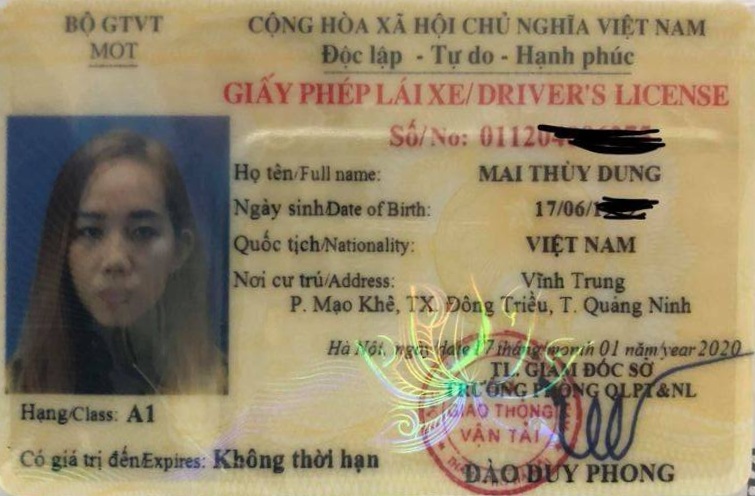 BỘ GTVT
MOT
CỘNG HÒA XÃ HỘI CHỦ NGHĨA VIỆT NAM
Độc lập - Tự do - Hạnh phúc
GIẤY PHÉP LÁI XE/DRIVER'S LICENSE
Số/No: 011204
Họ tên/Full name: MAI THÙY DUNG
Ngày sinh/Date of Birth: 17/06/
Quốc tịch/Nationality: VIỆT NAM
Nơi cư trú/Address: Vĩnh Trung
P. Mạo Khê, TX. Đông Triều, T. Quảng Ninh
Hà Nội, ngày/date 17 tháng/month 01 năm/year 2020
TL. GIÁM ĐỐC SỞ
TRƯỞNG PHÒNG QLPT&NL
GIAO THÔNG
VẬN TẢI
Hạng/Class: A1
Có giá trị đến/Expires: Không thời hạn
ĐÀO DUY PHONG